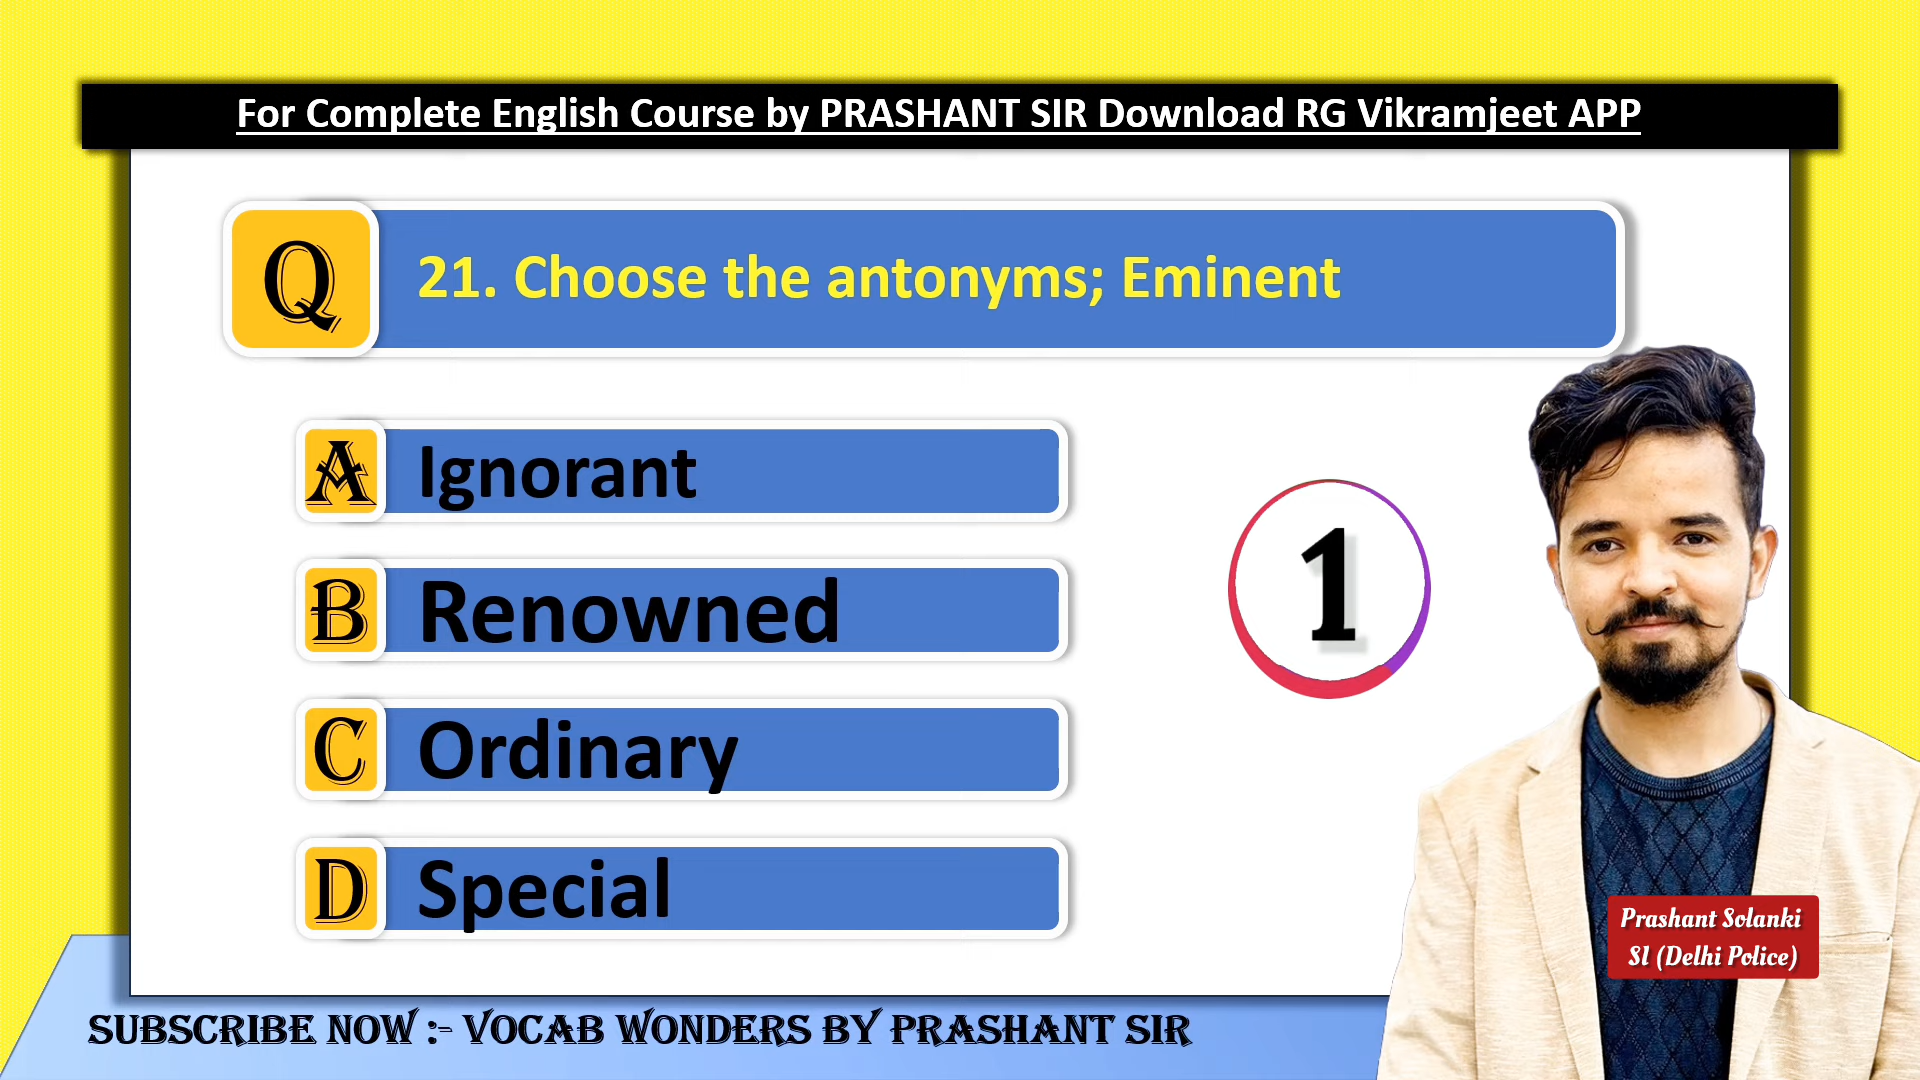 For Complete English Course by PRASHANT SIR Download RG Vikramjeet APP
Q
21. Choose the antonyms; Eminent
A
Ignorant
B
Renowned
C
Ordinary
D
Special
1
Prashant Solanki
SI (Delhi Police)
SUBSCRIBE NOW :- VOCAB WONDERS BY PRASHANT SIR